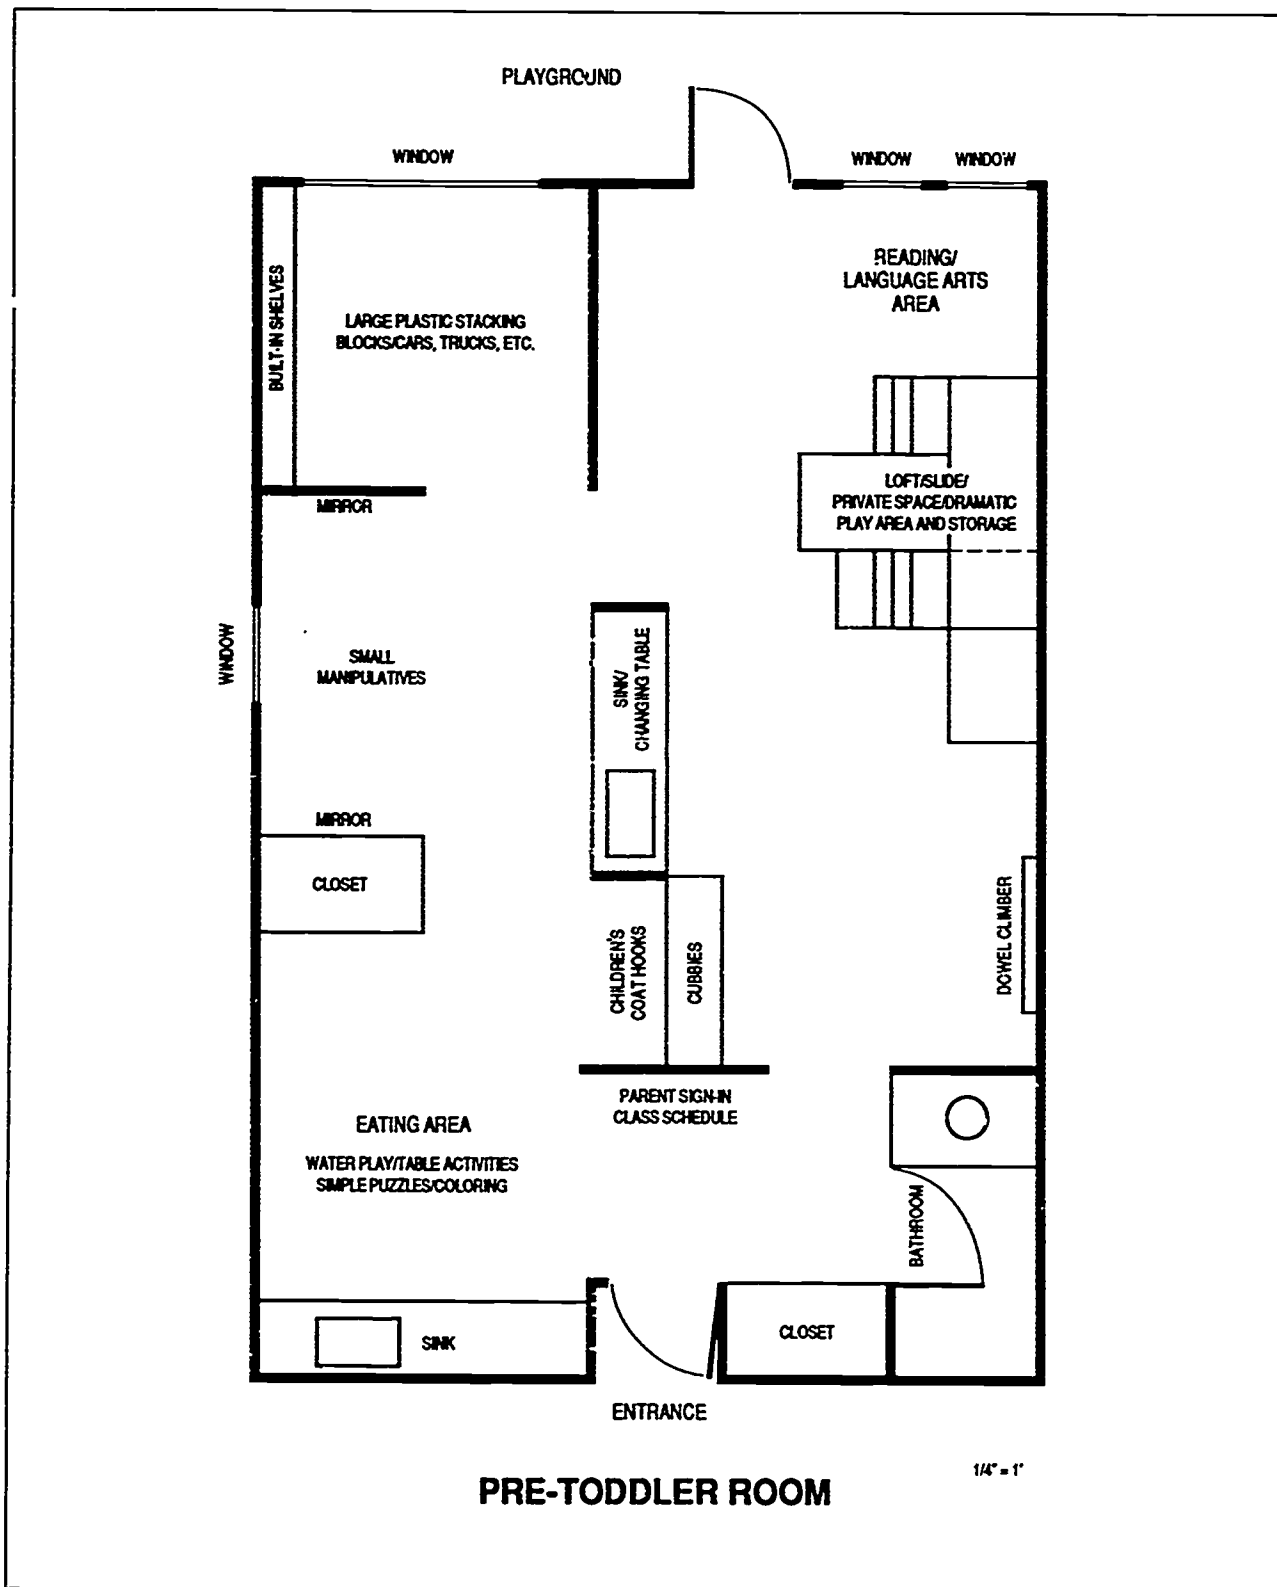 PLAYGROUND
WINDOW
WINDOW
WINDOW
READING/
LANGUAGE ARTS
AREA
BUILT-IN SHELVES
LARGE PLASTIC STACKING
BLOCKS/CARS, TRUCKS, ETC.
LOFT/SLIDE/
PRIVATE SPACE/DRAMATIC
PLAY AREA AND STORAGE
MIRROR
WINDOW
SMALL
MANIPULATIVES
SINK/
CHANGING TABLE
MIRROR
CLOSET
CHILDREN'S
COAT HOOKS
CUBBIES
DOWEL CLIMBER
PARENT SIGN-IN
CLASS SCHEDULE
EATING AREA
WATER PLAY/TABLE ACTIVITIES
SIMPLE PUZZLES/COLORING
BATHROOM
SINK
CLOSET
ENTRANCE
1/4" = 1'
PRE-TODDLER ROOM